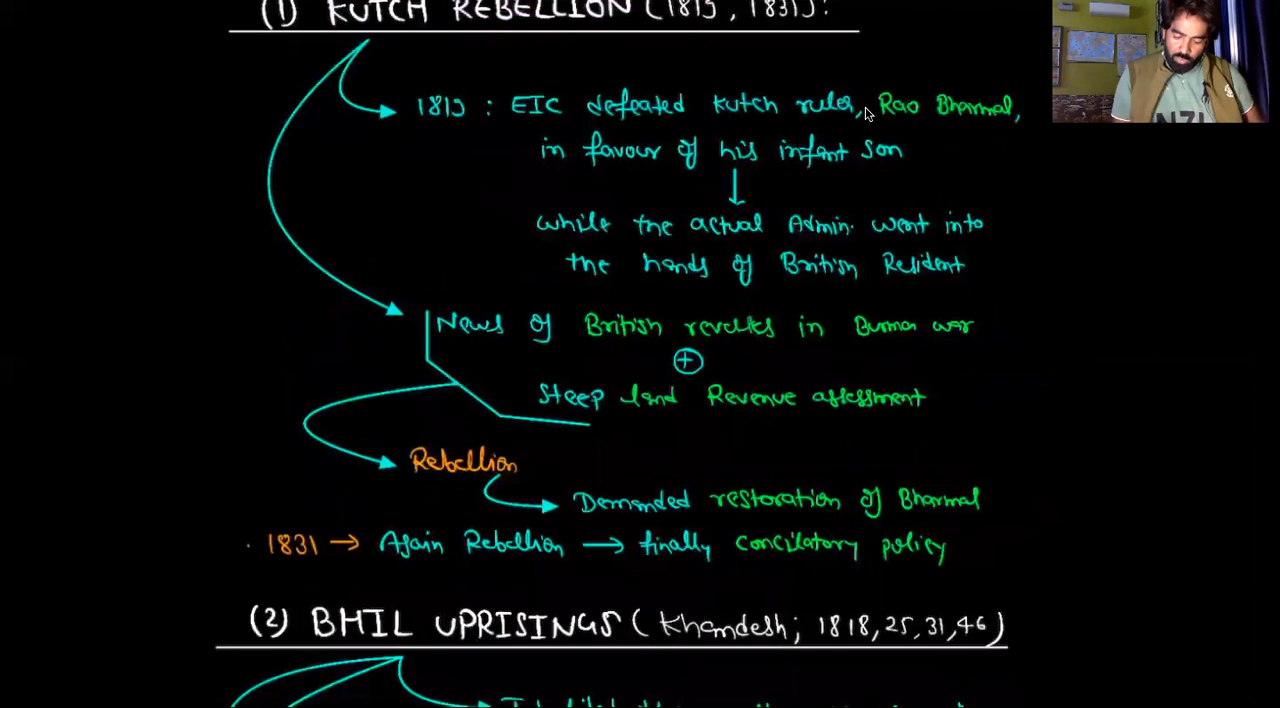 (1) KUTCH REBELLION (1819, 1831):
1819 : EIC defeated Kutch ruler, Rao Bharmal,
in favour of his infant son
while the actual Admin. went into
the hands of British Resident
News of British reverses in Burma war
+
Steep land Revenue assessment
Rebellion
Demanded restoration of Bharmal
1831 → Again Rebellion → finally Concilatory policy
(2) BHIL UPRISINGS (Khandesh; 1818, 25, 31, 46)